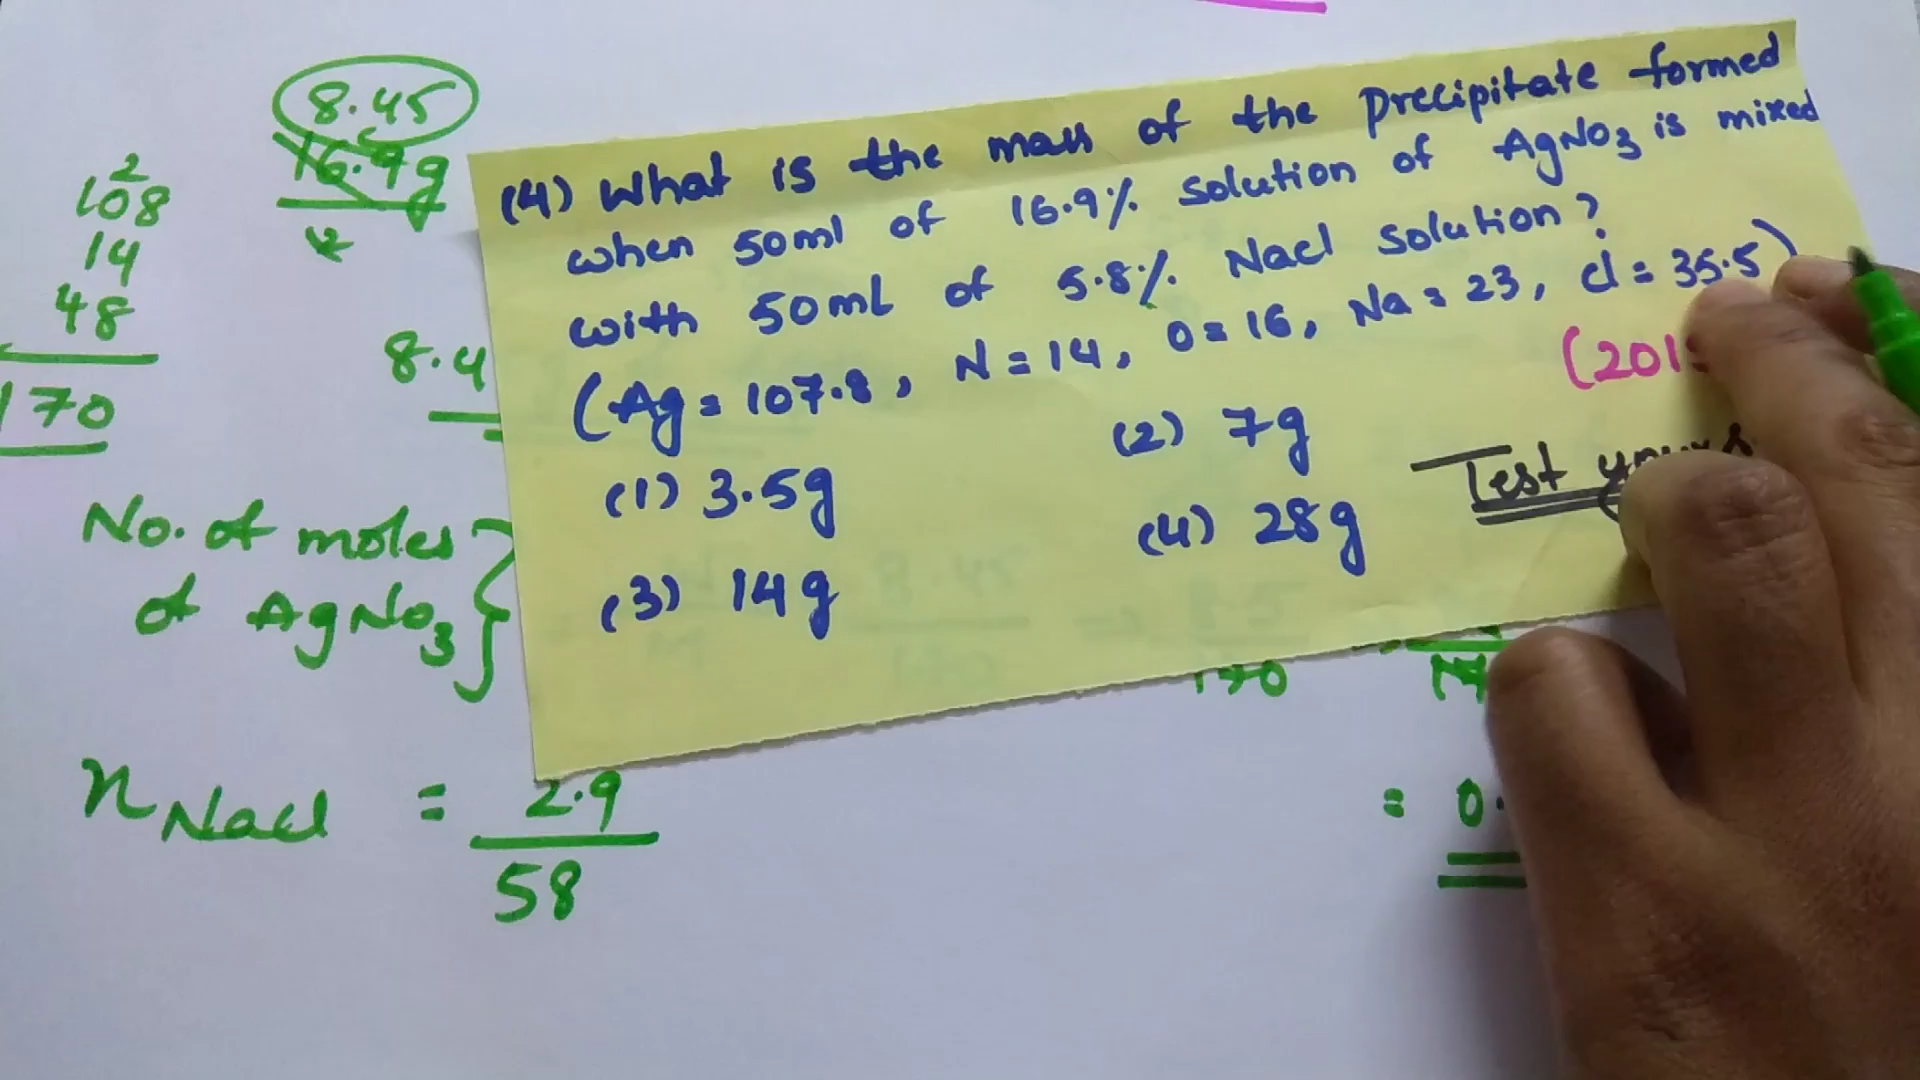 (4) What is the mass of the precipitate formed
when 50ml of 16.9% solution of AgNO3 is mixed
with 50mL of 5.8% Nacl solution?
(Ag = 107.8, N = 14, O = 16, Na = 23, cl = 35.5)
(1) 3.5g
(2) 7g
(3) 14g
(4) 28g
Test
8.45
16.99g
2
108
14
48
170
8.4
No. of moles
of AgNO3
170
n Nacl = 2.9
58
= 0.